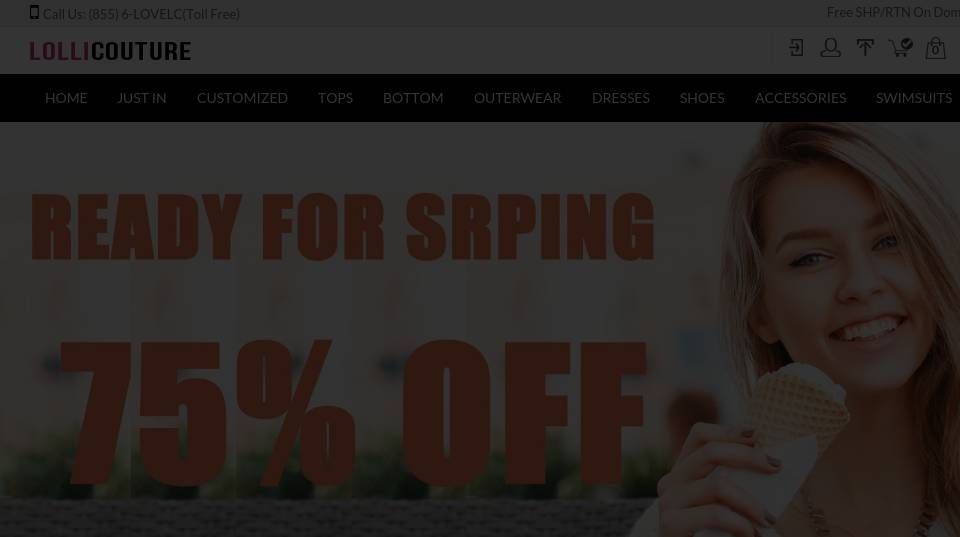 Call Us: (855) 6-LOVELC(Toll Free)
Free SHP/RTN On Dom
LOLLICOUTURE
0
HOME JUST IN CUSTOMIZED TOPS BOTTOM OUTERWEAR DRESSES SHOES ACCESSORIES SWIMSUITS
READY FOR SRPING
75% OFF